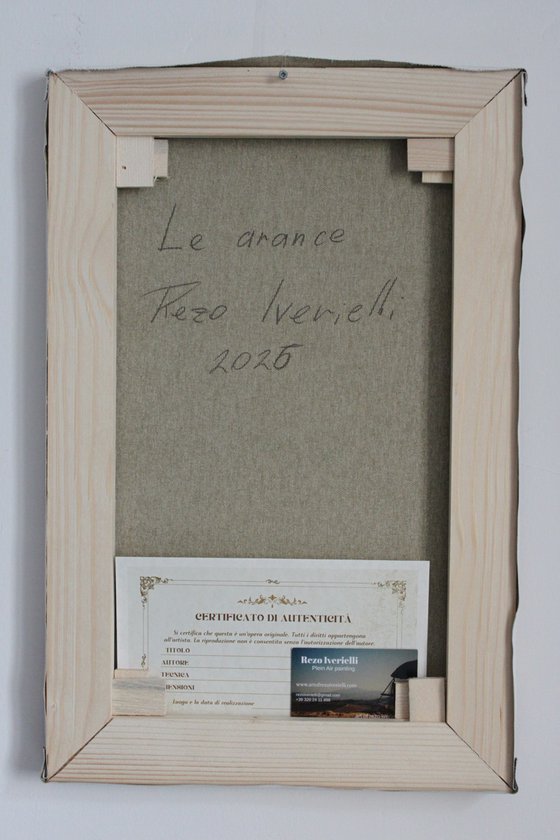 Le arance
Rezo Iverielli
2025
CERTIFICATO DI AUTENTICITÀ
Si certifica che questa è un'opera originale. Tutti i diritti appartengono
all'artista. La riproduzione non è consentita senza l'autorizzazione dell'autore.
TITOLO
AUTORE
TECNICA
Luogo e la data di realizzazione
Rezo Iverielli
Plein Air painting